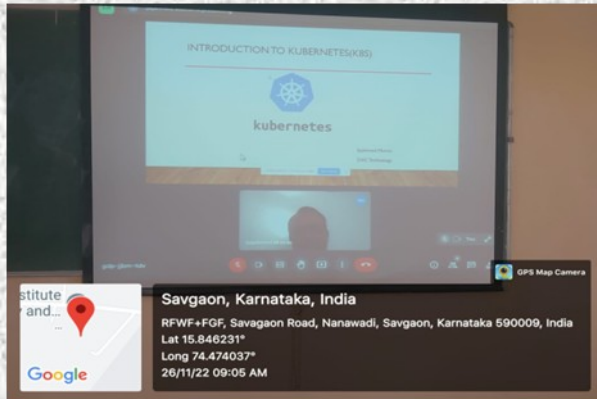 INTRODUCTION TO KUBERNETES(K8S)
kubernetes
GPS Map Camera
stitute
and...
Google
Savgaon, Karnataka, India
RFWF+FGF, Savagaon Road, Nanawadi, Savgaon, Karnataka 590009, India
Lat 15.846231°
Long 74.474037°
26/11/22 09:05 AM